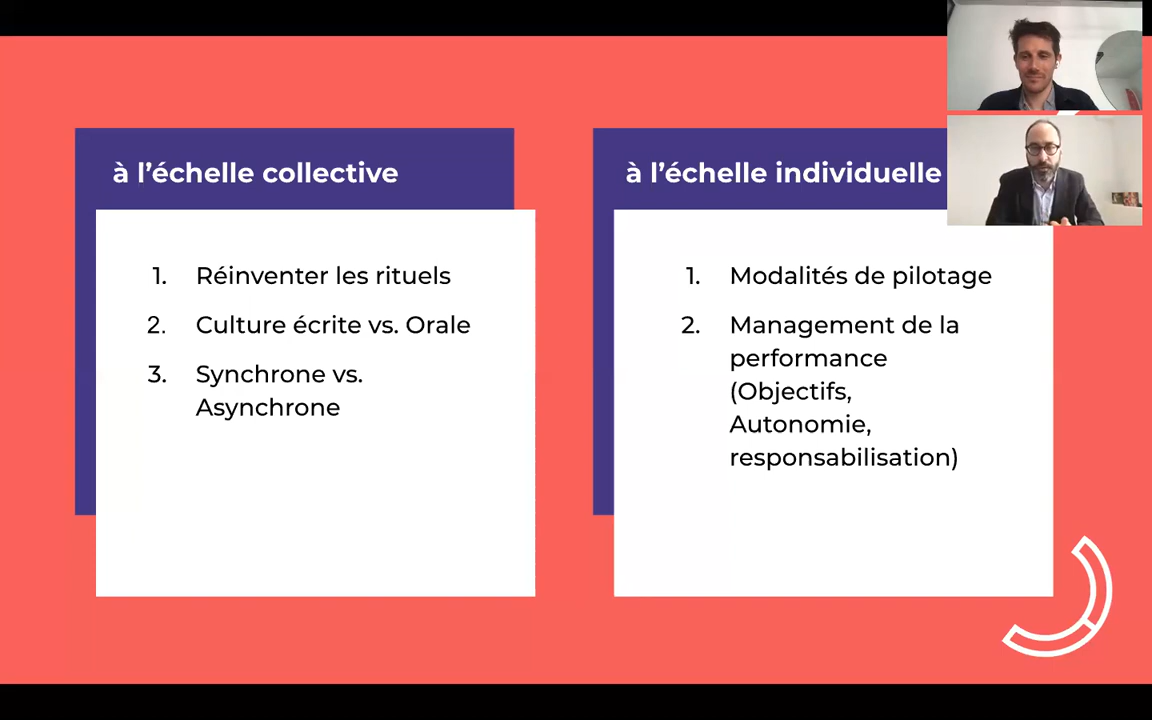 à l’échelle collective
1. Réinventer les rituels
2. Culture écrite vs. Orale
3. Synchrone vs.
Asynchrone
à l’échelle individuelle
1. Modalités de pilotage
2. Management de la
performance
(Objectifs,
Autonomie,
responsabilisation)